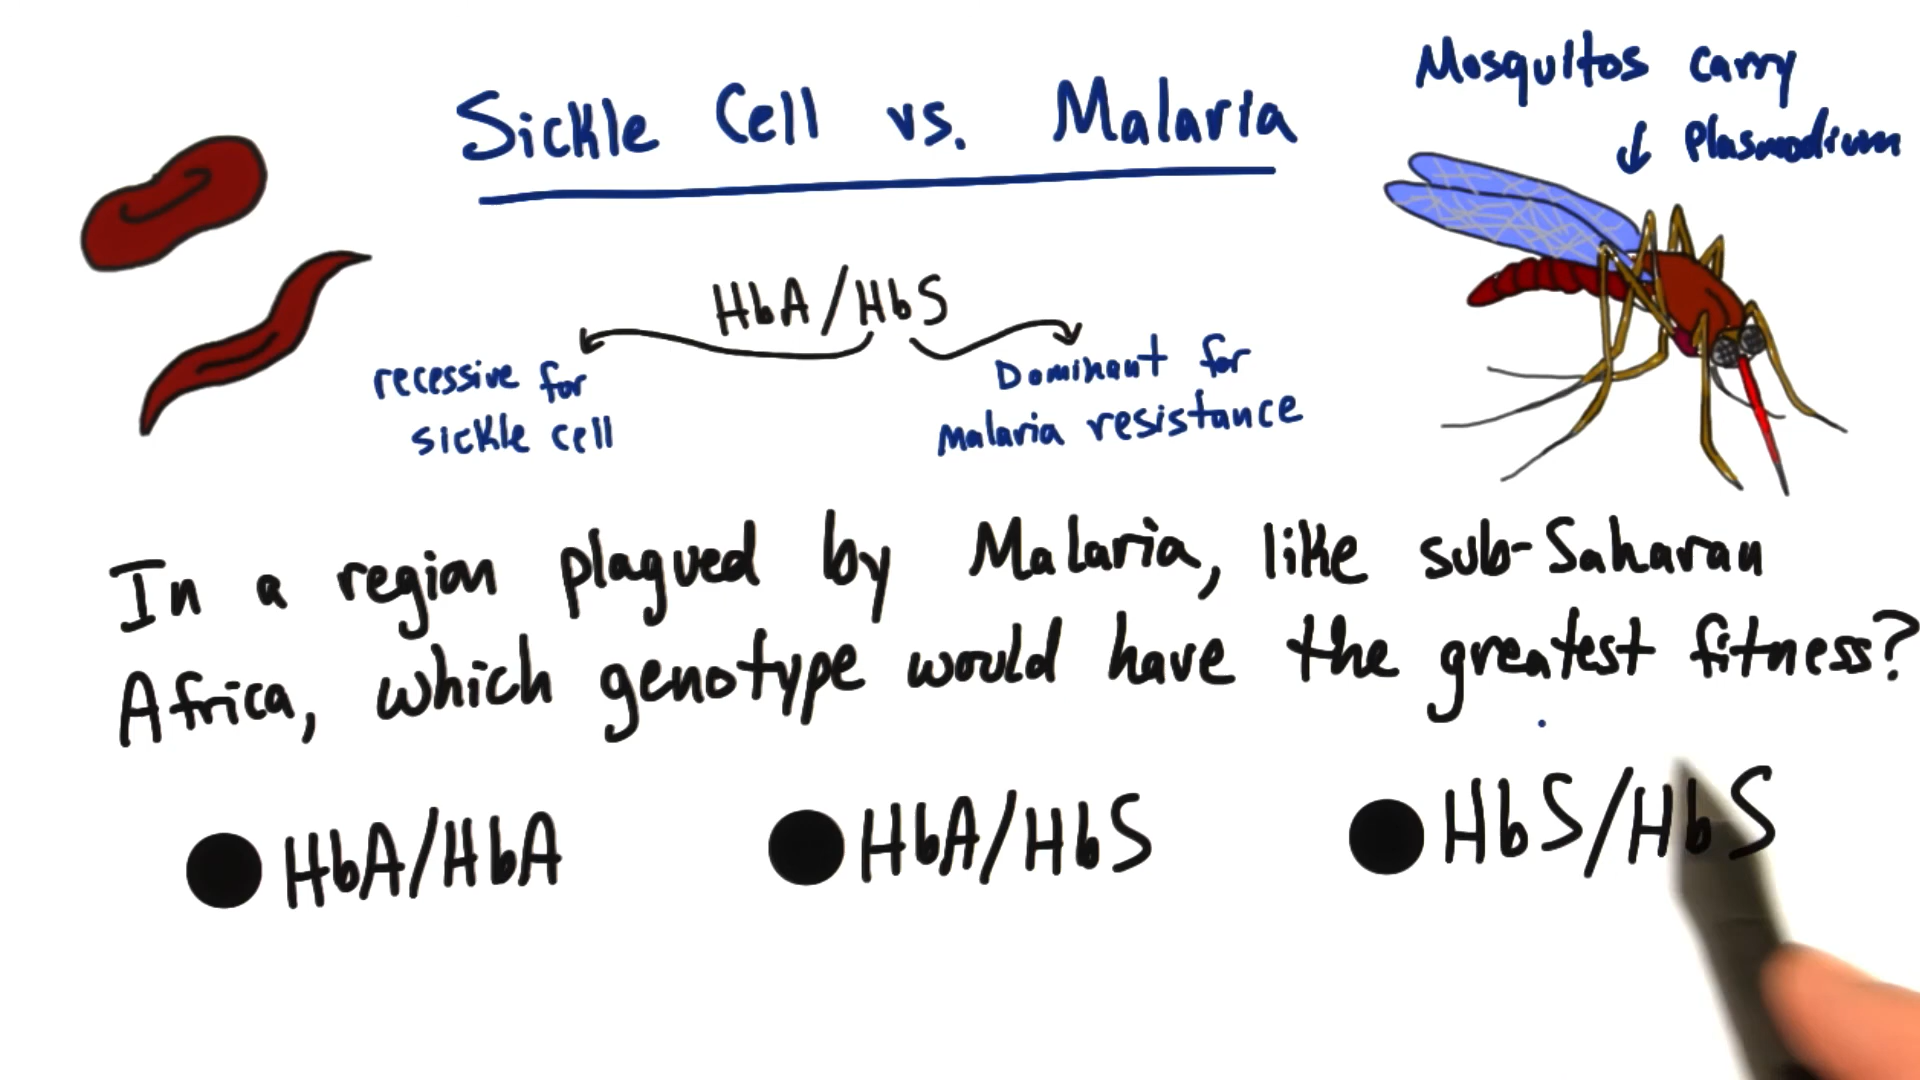 Sickle Cell vs. Malaria
Mosquitos carry
↓ Plasmodium
HbA/HbS
recessive for
sickle cell
Dominant for
malaria resistance
In a region plagued by Malaria, like sub-Saharan
Africa, which genotype would have the greatest fitness?
HbA/HbA
HbA/HbS
HbS/HbS